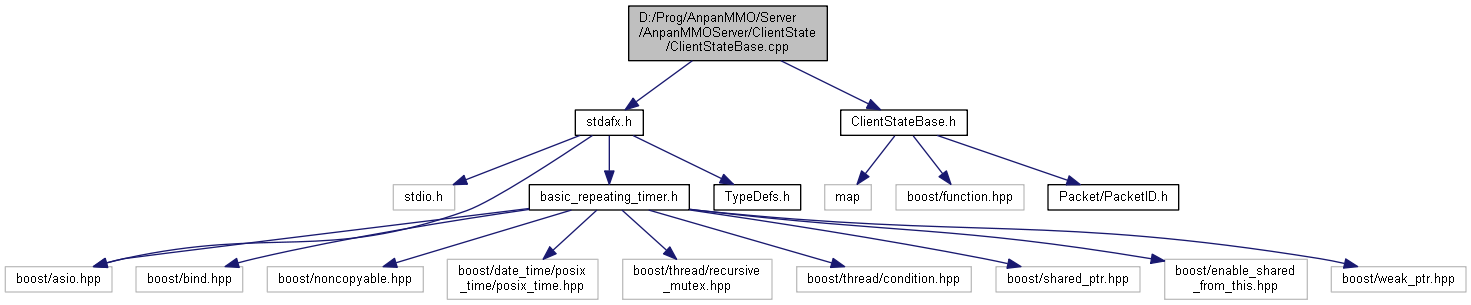 D:/Prog/AnpanMMO/Server
/AnpanMMOServer/ClientState
/ClientStateBase.cpp
stdafx.h
ClientStateBase.h
stdio.h
basic_repeating_timer.h
TypeDefs.h
map
boost/function.hpp
Packet/PacketID.h
boost/asio.hpp
boost/bind.hpp
boost/noncopyable.hpp
boost/date_time/posix
_time/posix_time.hpp
boost/thread/recursive
_mutex.hpp
boost/thread/condition.hpp
boost/shared_ptr.hpp
boost/enable_shared
_from_this.hpp
boost/weak_ptr.hpp